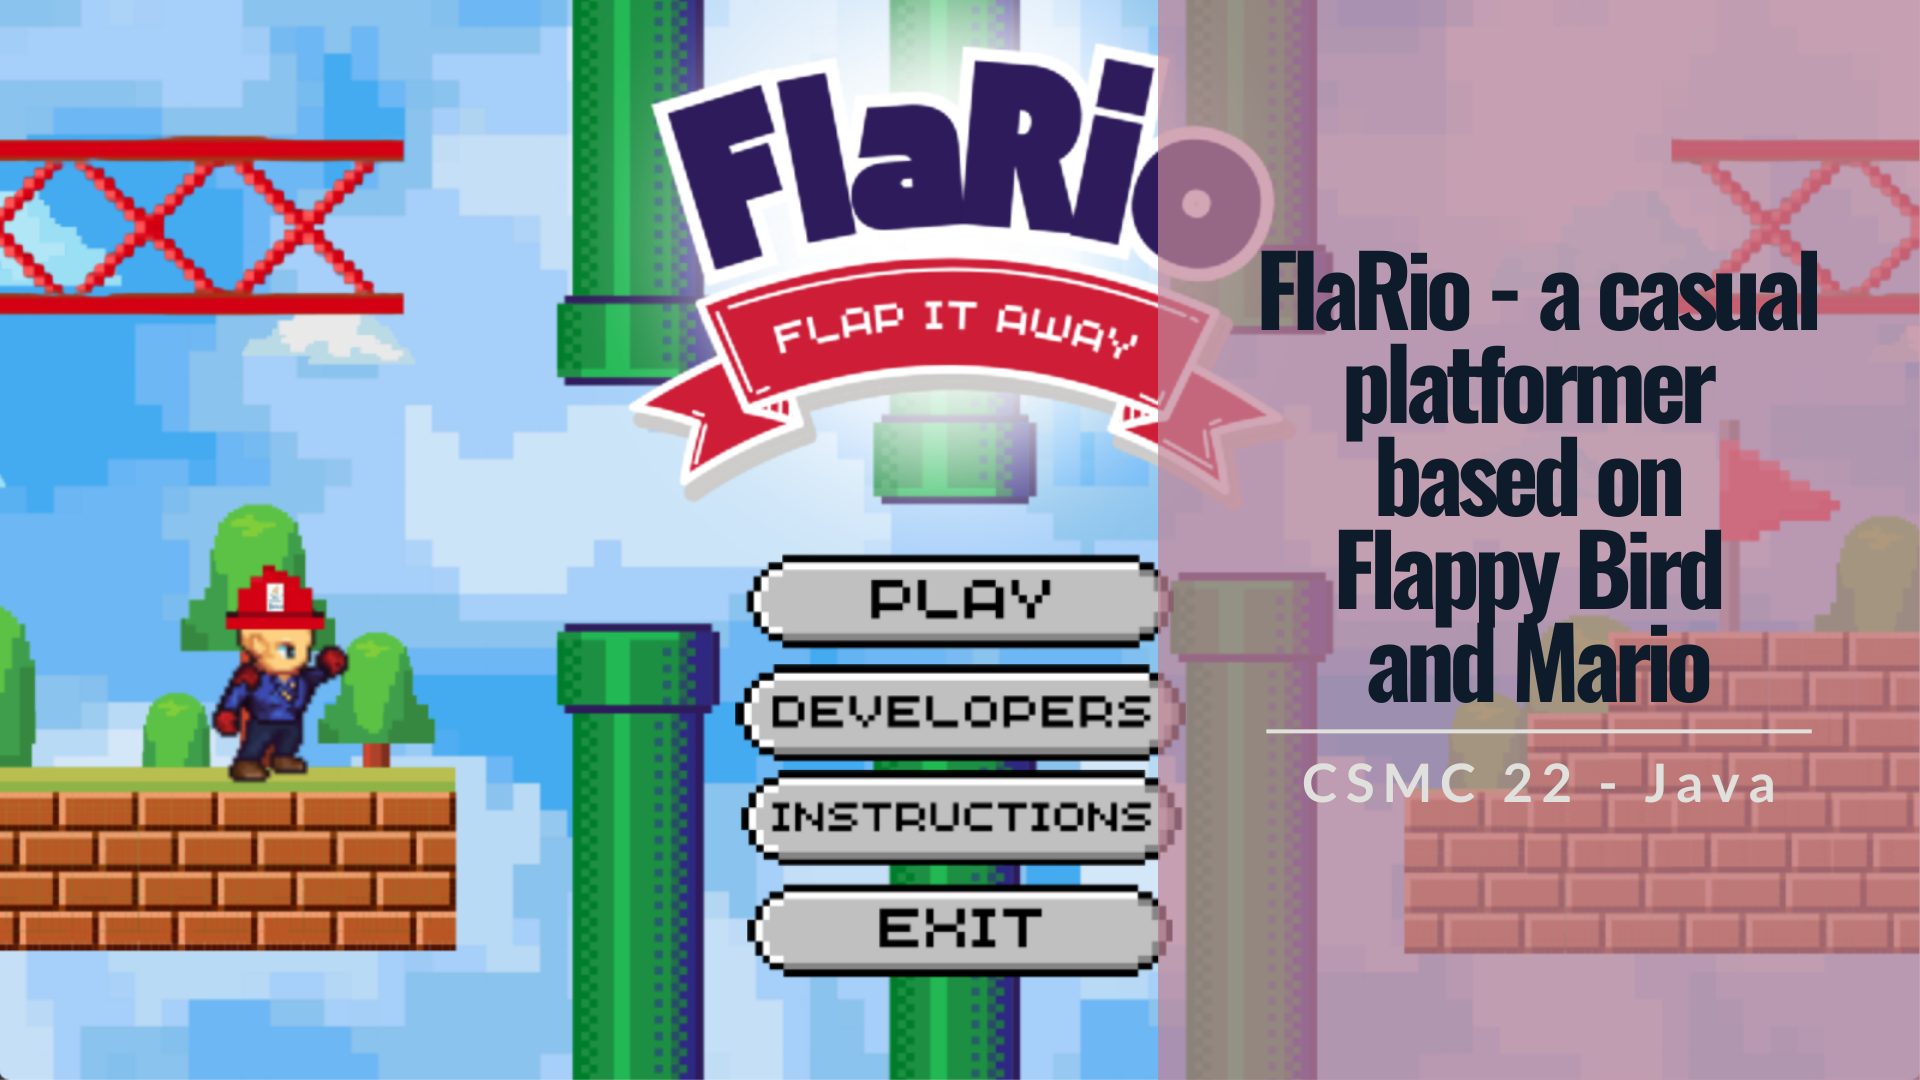 FlaRio
FLAP IT AWAY
PLAY
DEVELOPERS
INSTRUCTIONS
EXIT
FlaRio - a casual
platformer
based on
Flappy Bird
and Mario
CSMC 22 - Java